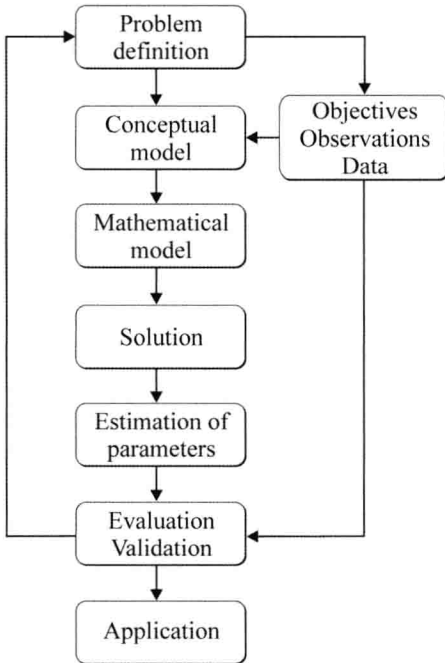 Problem
definition
Conceptual
model
Objectives
Observations
Data
Mathematical
model
Solution
Estimation of
parameters
Evaluation
Validation
Application